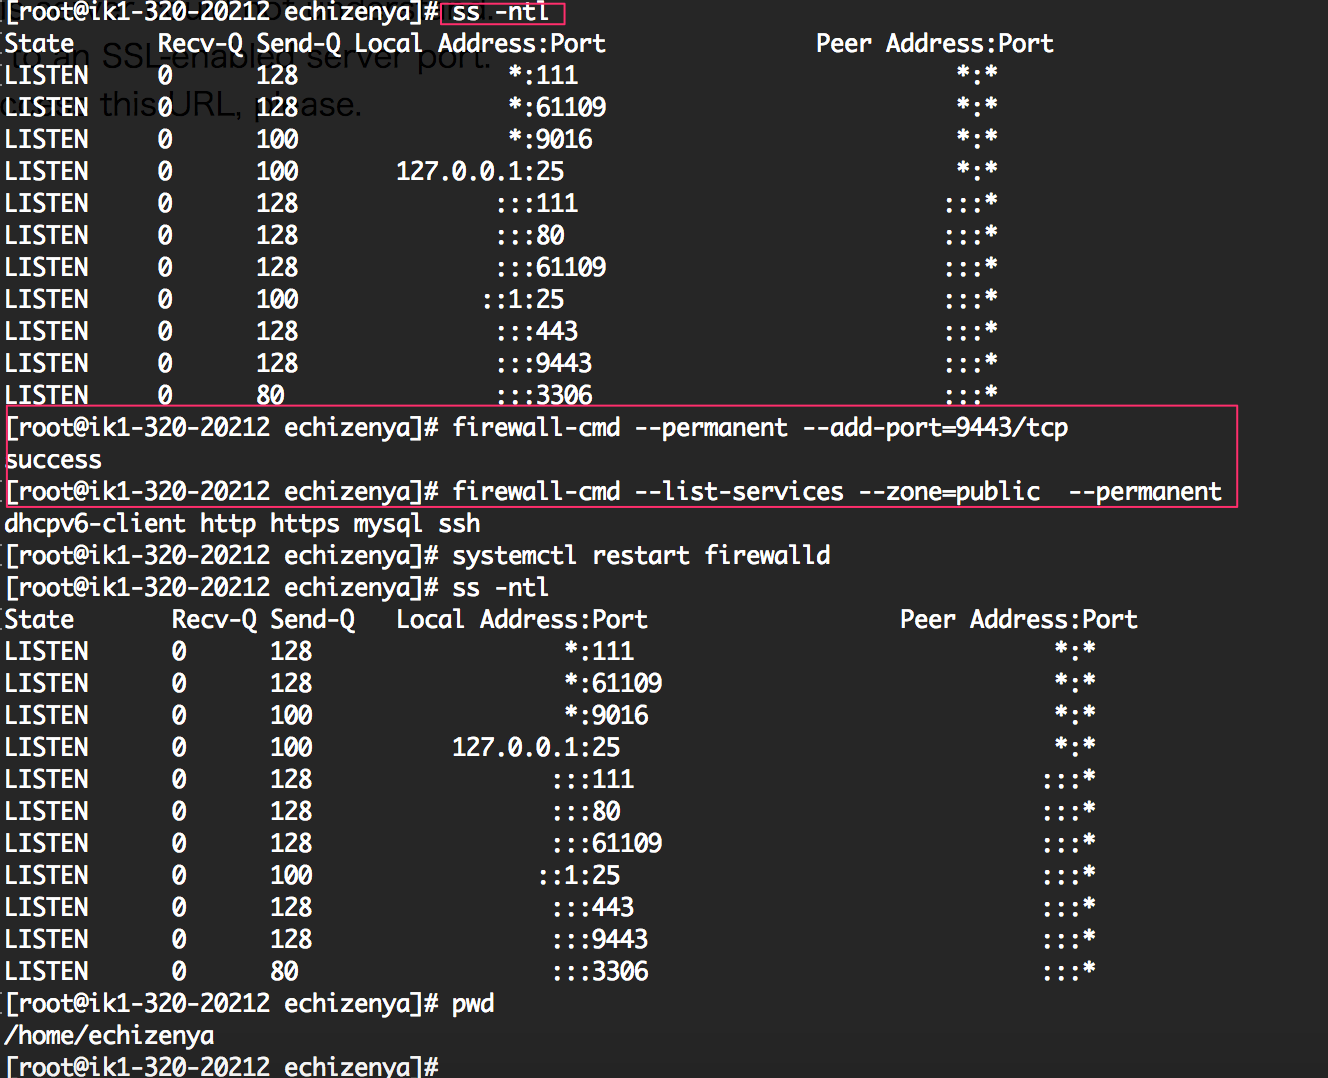 [root@ik1-320-20212 echizenya]# ss -ntl
State Recv-Q Send-Q Local Address:Port Peer Address:Port
to an SSL-enabled server port.
LISTEN 0 128 *:111 *:*
this URL, please.
LISTEN 0 128 *:61109 *:*
LISTEN 0 100 *:9016 *:*
LISTEN 0 100 127.0.0.1:25 *:*
LISTEN 0 128 :::111 :::*
LISTEN 0 128 :::80 :::*
LISTEN 0 128 :::61109 :::*
LISTEN 0 100 ::1:25 :::*
LISTEN 0 128 :::443 :::*
LISTEN 0 128 :::9443 :::*
LISTEN 0 80 :::3306 :::*
[root@ik1-320-20212 echizenya]# firewall-cmd --permanent --add-port=9443/tcp
success
[root@ik1-320-20212 echizenya]# firewall-cmd --list-services --zone=public  --permanent
dhcpv6-client http https mysql ssh
[root@ik1-320-20212 echizenya]# systemctl restart firewalld
[root@ik1-320-20212 echizenya]# ss -ntl
State Recv-Q Send-Q Local Address:Port Peer Address:Port
LISTEN 0 128 *:111 *:*
LISTEN 0 128 *:61109 *:*
LISTEN 0 100 *:9016 *:*
LISTEN 0 100 127.0.0.1:25 *:*
LISTEN 0 128 :::111 :::*
LISTEN 0 128 :::80 :::*
LISTEN 0 128 :::61109 :::*
LISTEN 0 100 ::1:25 :::*
LISTEN 0 128 :::443 :::*
LISTEN 0 128 :::9443 :::*
LISTEN 0 80 :::3306 :::*
[root@ik1-320-20212 echizenya]# pwd
/home/echizenya
[root@ik1-320-20212 echizenya]#